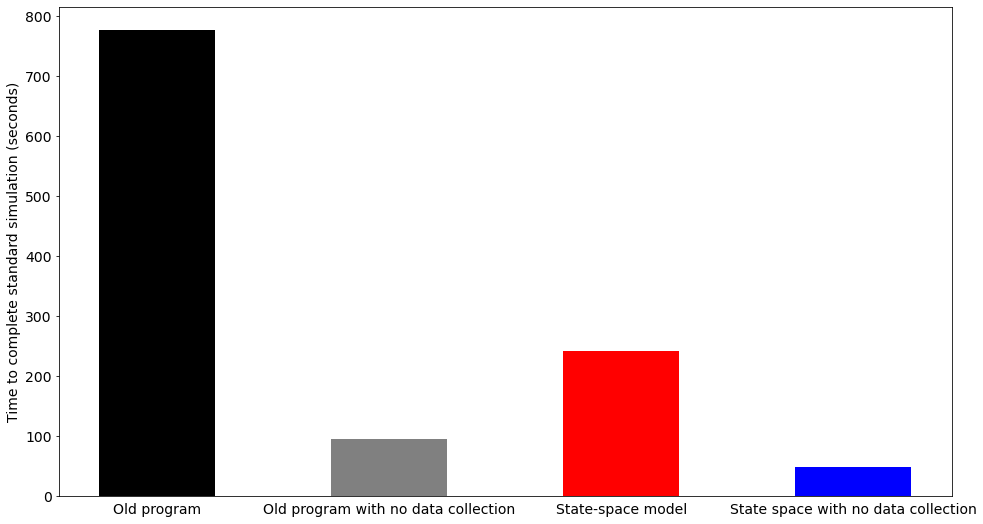 Time to complete standard simulation (seconds)
800
700
600
500
400
300
200
100
0
Old program
Old program with no data collection
State-space model
State space with no data collection